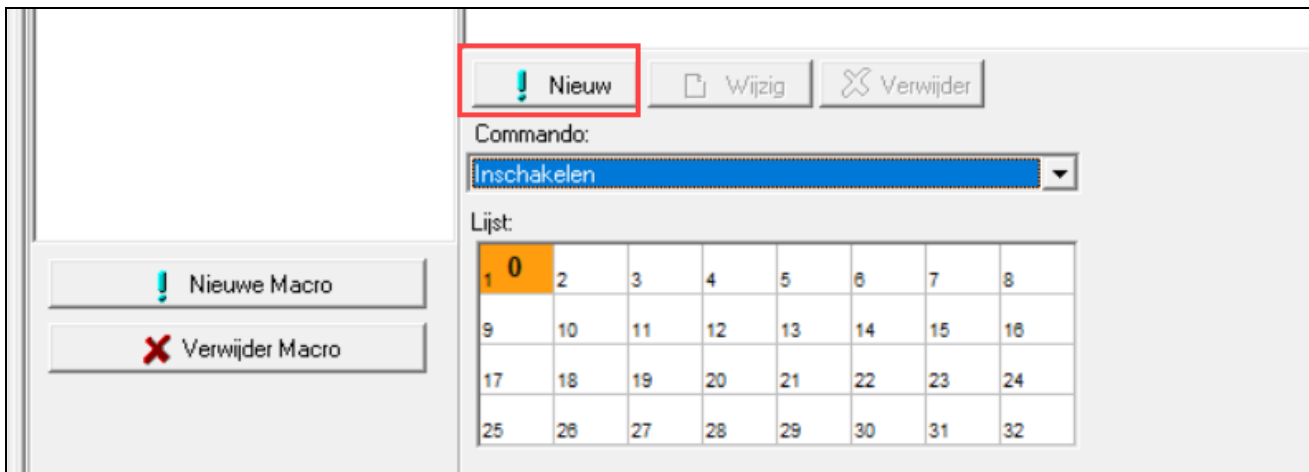 Nieuw Wijzig Verwijder
Commando:
Inschakelen
Lijst:
Nieuwe Macro
Verwijder Macro
1 0 2 3 4 5 6 7 8
9 10 11 12 13 14 15 16
17 18 19 20 21 22 23 24
25 26 27 28 29 30 31 32